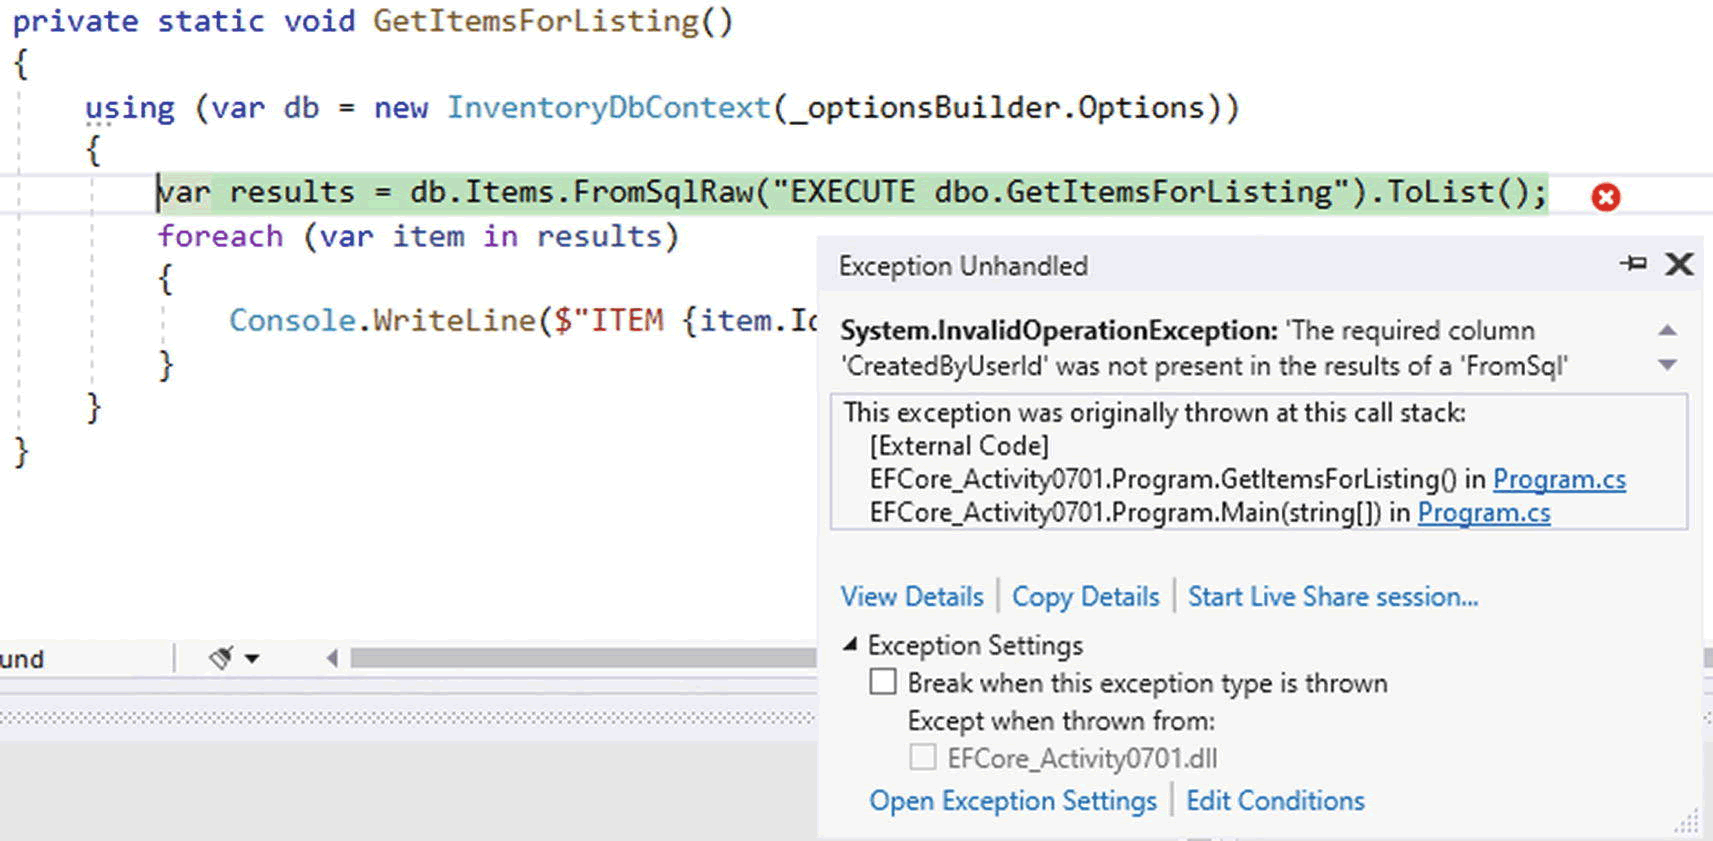 private static void GetItemsForListing()
{
using (var db = new InventoryDbContext(_optionsBuilder.Options))
{
var results = db.Items.FromSqlRaw("EXECUTE dbo.GetItemsForListing").ToList();
foreach (var item in results)
{
Console.WriteLine($"ITEM {item.Id
}
}
}
Exception Unhandled
System.InvalidOperationException: 'The required column
'CreatedByUserId' was not present in the results of a 'FromSql'
This exception was originally thrown at this call stack:
[External Code]
EFCore_Activity0701.Program.GetItemsForListing() in Program.cs
EFCore_Activity0701.Program.Main(string[]) in Program.cs
View Details | Copy Details | Start Live Share session...
Exception Settings
Break when this exception type is thrown
Except when thrown from:
EFCore_Activity0701.dll
Open Exception Settings | Edit Conditions
und